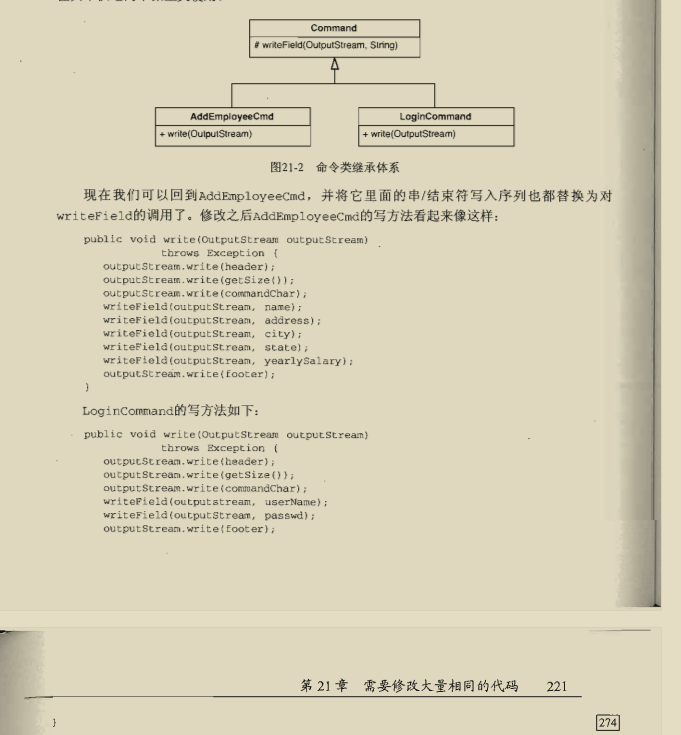 Command
# writeField(OutputStream, String)
AddEmployeeCmd
+ write(OutputStream)
LoginCommand
+ write(OutputStream)
图21-2 命令类继承体系
现在我们可以回到AddEmployeeCmd，并将它里面的串/结束符写入序列也都替换为对
writeField的调用了。修改之后AddEmployeeCmd的写方法看起来像这样：
public void write(OutputStream outputStream)
throws Exception {
outputStream.write(header);
outputStream.write(getSize());
outputStream.write(commandChar);
writeField(outputStream, name);
writeField(outputStream, address);
writeField(outputStream, city);
writeField(outputStream, state);
writeField(outputStream, yearlySalary);
outputStream.write(footer);
}
LoginCommand的写方法如下：
public void write(OutputStream outputStream)
throws Exception {
outputStream.write(header);
outputStream.write(getSize());
outputStream.write(commandChar);
writeField(outputstream, userName);
writeField(outputStream, passwd);
outputStream.write(footer);
第 21 章 需要修改大量相同的代码 221
}
274